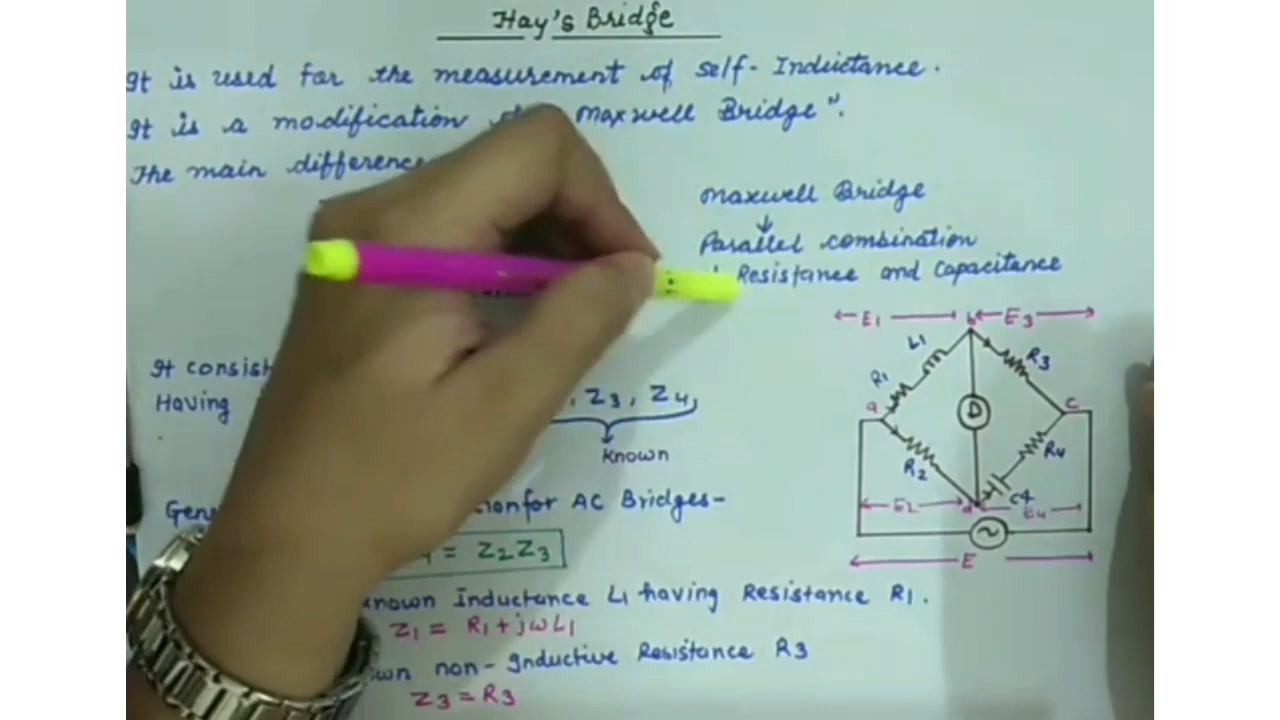 Hay's Bridge
It is used for the measurement of self-Inductance.
It is a modification Maxwell Bridge".
The main difference
Maxwell Bridge
↓
Parallel combination
Resistance and Capacitance
E1 b E3
L1 R3
R1
a D c
It consist
Having , Z3, Z4,
Known
R2 R4
C4
E2 d E4
E
for AC Bridges-
= Z2Z3
Inductance L1 having Resistance R1.
Z1 = R1+jωL1
non-Inductive Resistance R3
Z3 = R3